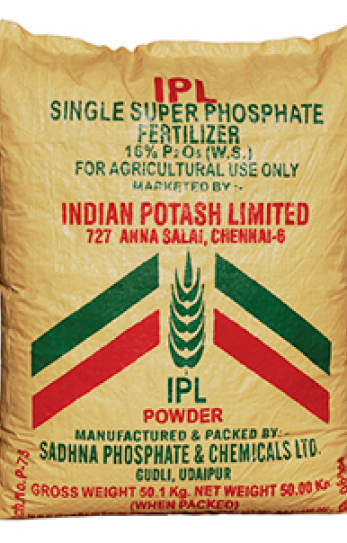 IPL
SINGLE SUPER PHOSPHATE
FERTILIZER
16% P2O5 (W.S.)
FOR AGRICULTURAL USE ONLY
MARKETED BY :-
INDIAN POTASH LIMITED
727 ANNA SALAI, CHENNAI-6
IPL
POWDER
MANUFACTURED & PACKED BY:-
SADHNA PHOSPHATE & CHEMICALS LTD.
GUDLI, UDAIPUR
GROSS WEIGHT 50.1 Kg. NET WEIGHT 50.00 Kg
(WHEN PACKED)
No. P-78